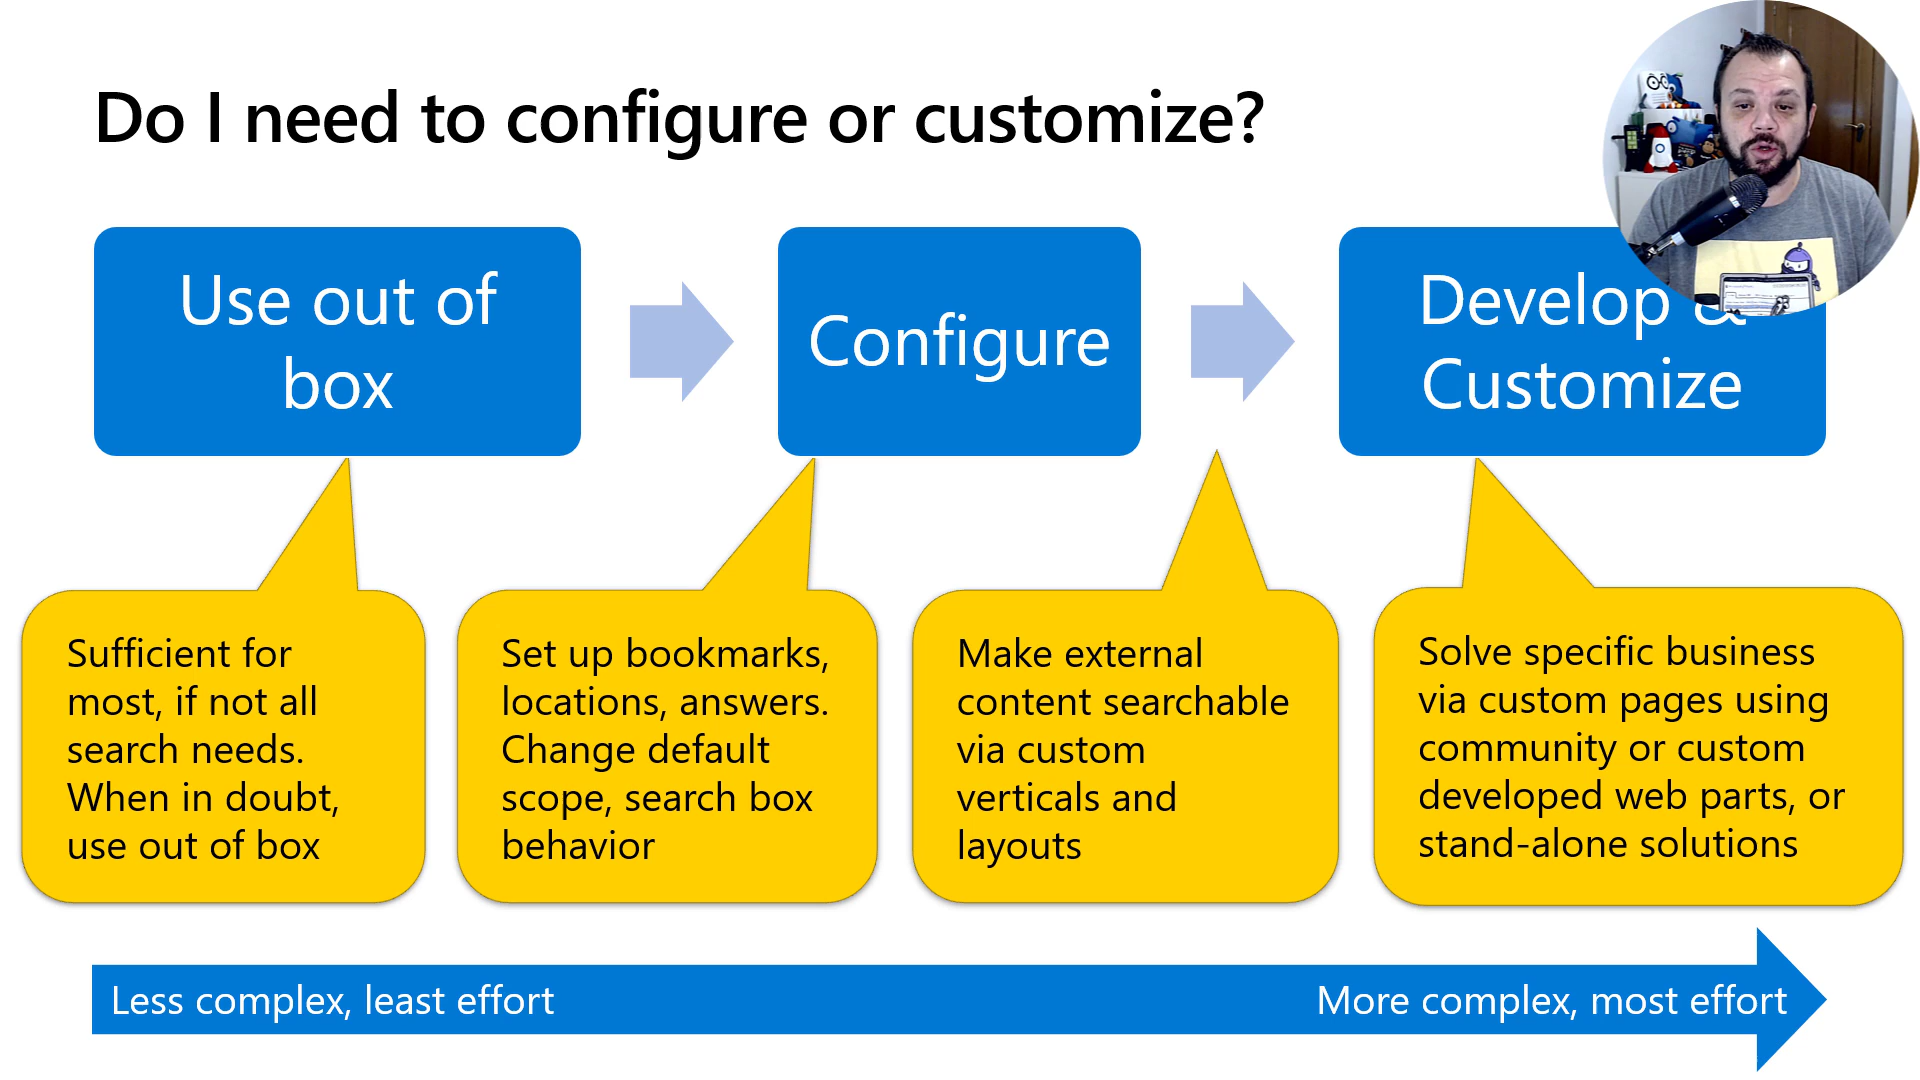 Do I need to configure or customize?
Use out of
box
Configure
Develop &
Customize
Sufficient for
most, if not all
search needs.
When in doubt,
use out of box
Set up bookmarks,
locations, answers.
Change default
scope, search box
behavior
Make external
content searchable
via custom
verticals and
layouts
Solve specific business
via custom pages using
community or custom
developed web parts, or
stand-alone solutions
Less complex, least effort
More complex, most effort